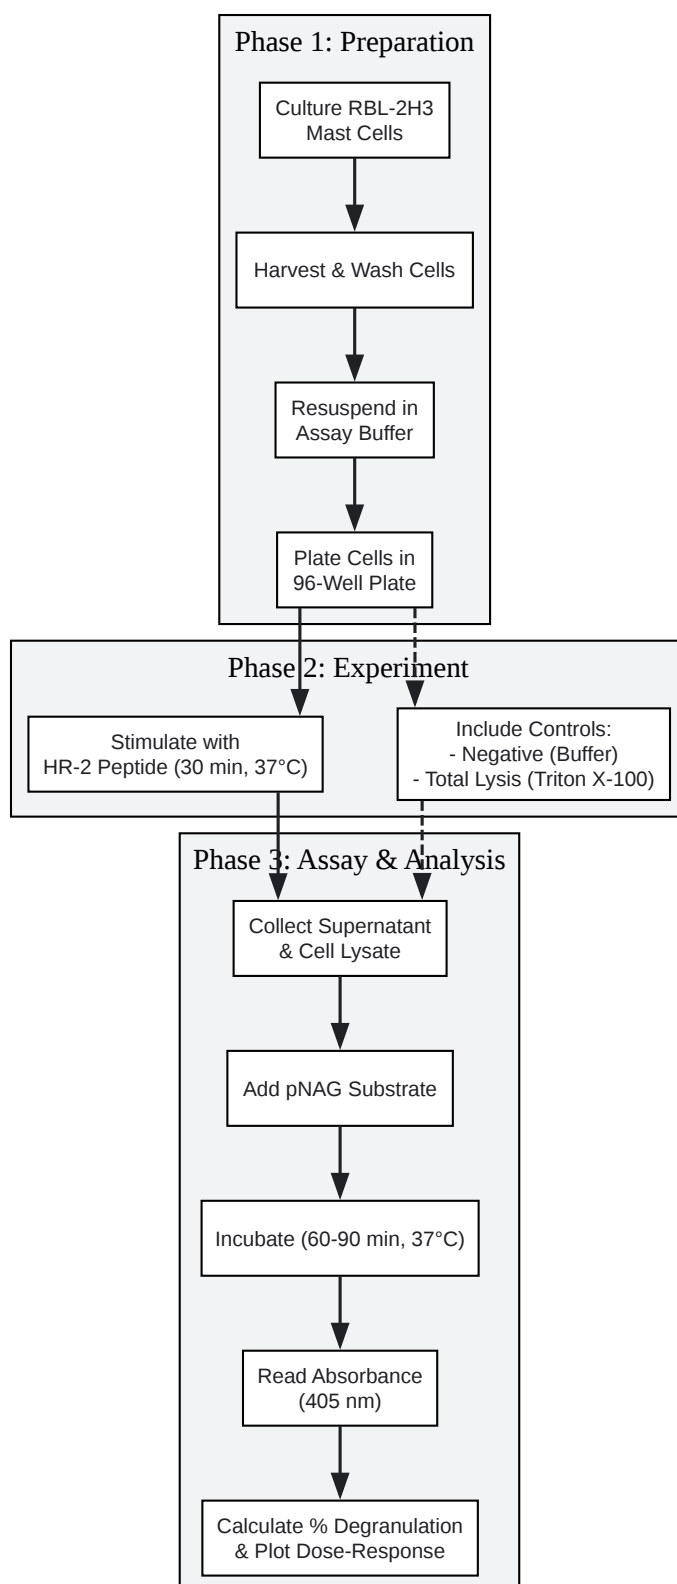 Phase 1: Preparation
Culture RBL-2H3
Mast Cells
Harvest & Wash Cells
Resuspend in
Assay Buffer
Plate Cells in
96-Well Plate
Phase 2: Experiment
Stimulate with
HR-2 Peptide (30 min, 37°C)
Include Controls:
- Negative (Buffer)
- Total Lysis (Triton X-100)
Phase 3: Assay & Analysis
Collect Supernatant
& Cell Lysate
Add pNAG Substrate
Incubate (60-90 min, 37°C)
Read Absorbance
(405 nm)
Calculate % Degranulation
& Plot Dose-Response